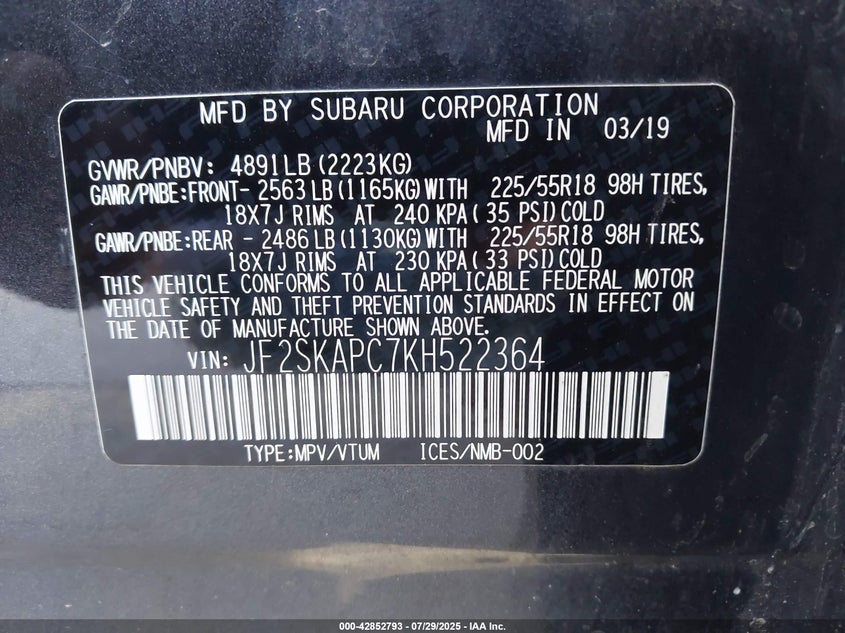 MFD BY SUBARU CORPORATION
MFD IN 03/19
GVWR/PNBV: 4891LB (2223KG)
GAWR/PNBE:FRONT- 2563 LB (1165KG) WITH 225/55R18 98H TIRES,
18X7J RIMS AT 240 KPA ( 35 PSI) COLD
GAWR/PNBE:REAR - 2486 LB (1130KG) WITH 225/55R18 98H TIRES,
18X7J RIMS AT 230 KPA ( 33 PSI) COLD
THIS VEHICLE CONFORMS TO ALL APPLICABLE FEDERAL MOTOR
VEHICLE SAFETY AND THEFT PREVENTION STANDARDS IN EFFECT ON
THE DATE OF MANUFACTURE SHOWN ABOVE.
VIN: JF2SKAPC7KH522364
TYPE:MPV/VTUM ICES/NMB-002
000-42852793 - 07/29/2025 - IAA Inc.